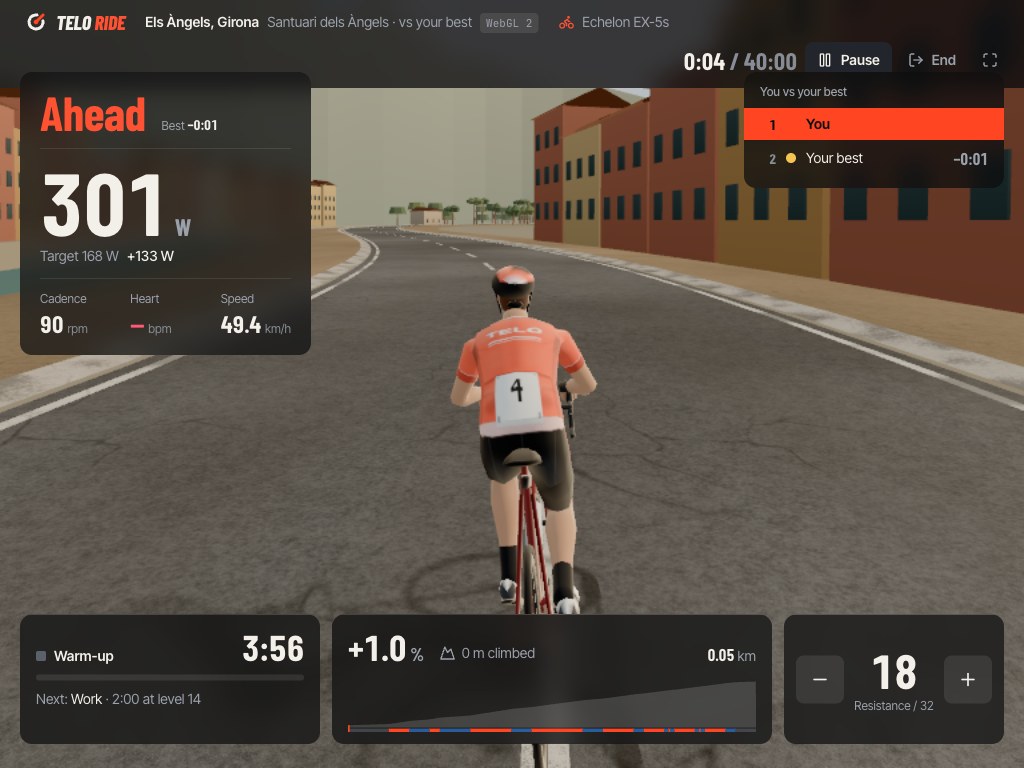 TELO RIDE Els Àngels, Girona Santuari dels Àngels · vs your best WebGL 2 Echelon EX-5s
0:04 / 40:00 Pause End
Ahead Best −0:01
301 W
Target 168 W +133 W
Cadence Heart Speed
90 rpm — bpm 49.4 km/h
You vs your best
1 You
2 Your best −0:01
TELO
4
Warm-up 3:56
Next: Work · 2:00 at level 14
+1.0 % 0 m climbed 0.05 km
− 18 +
Resistance / 32